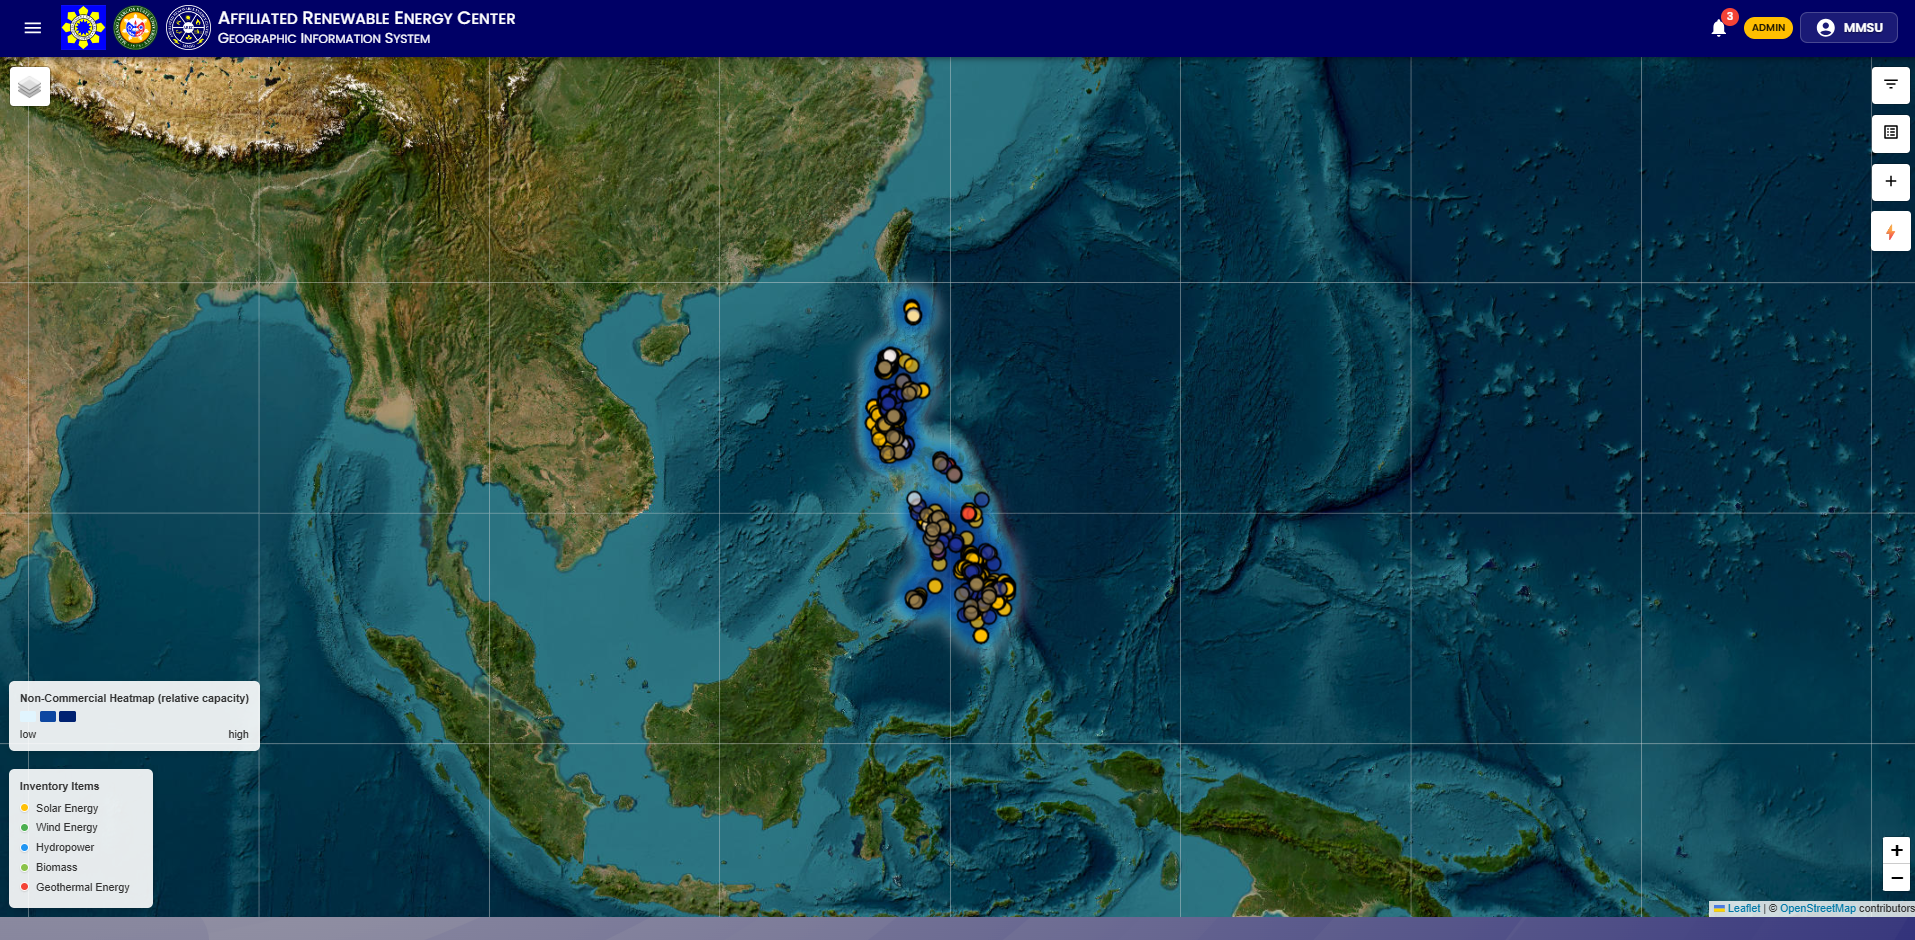 AFFILIATED RENEWABLE ENERGY CENTER
GEOGRAPHIC INFORMATION SYSTEM
3
ADMIN
MMSU
Non-Commercial Heatmap (relative capacity)
low high
Inventory Items
Solar Energy
Wind Energy
Hydropower
Biomass
Geothermal Energy
+
−
Leaflet | © OpenStreetMap contributors